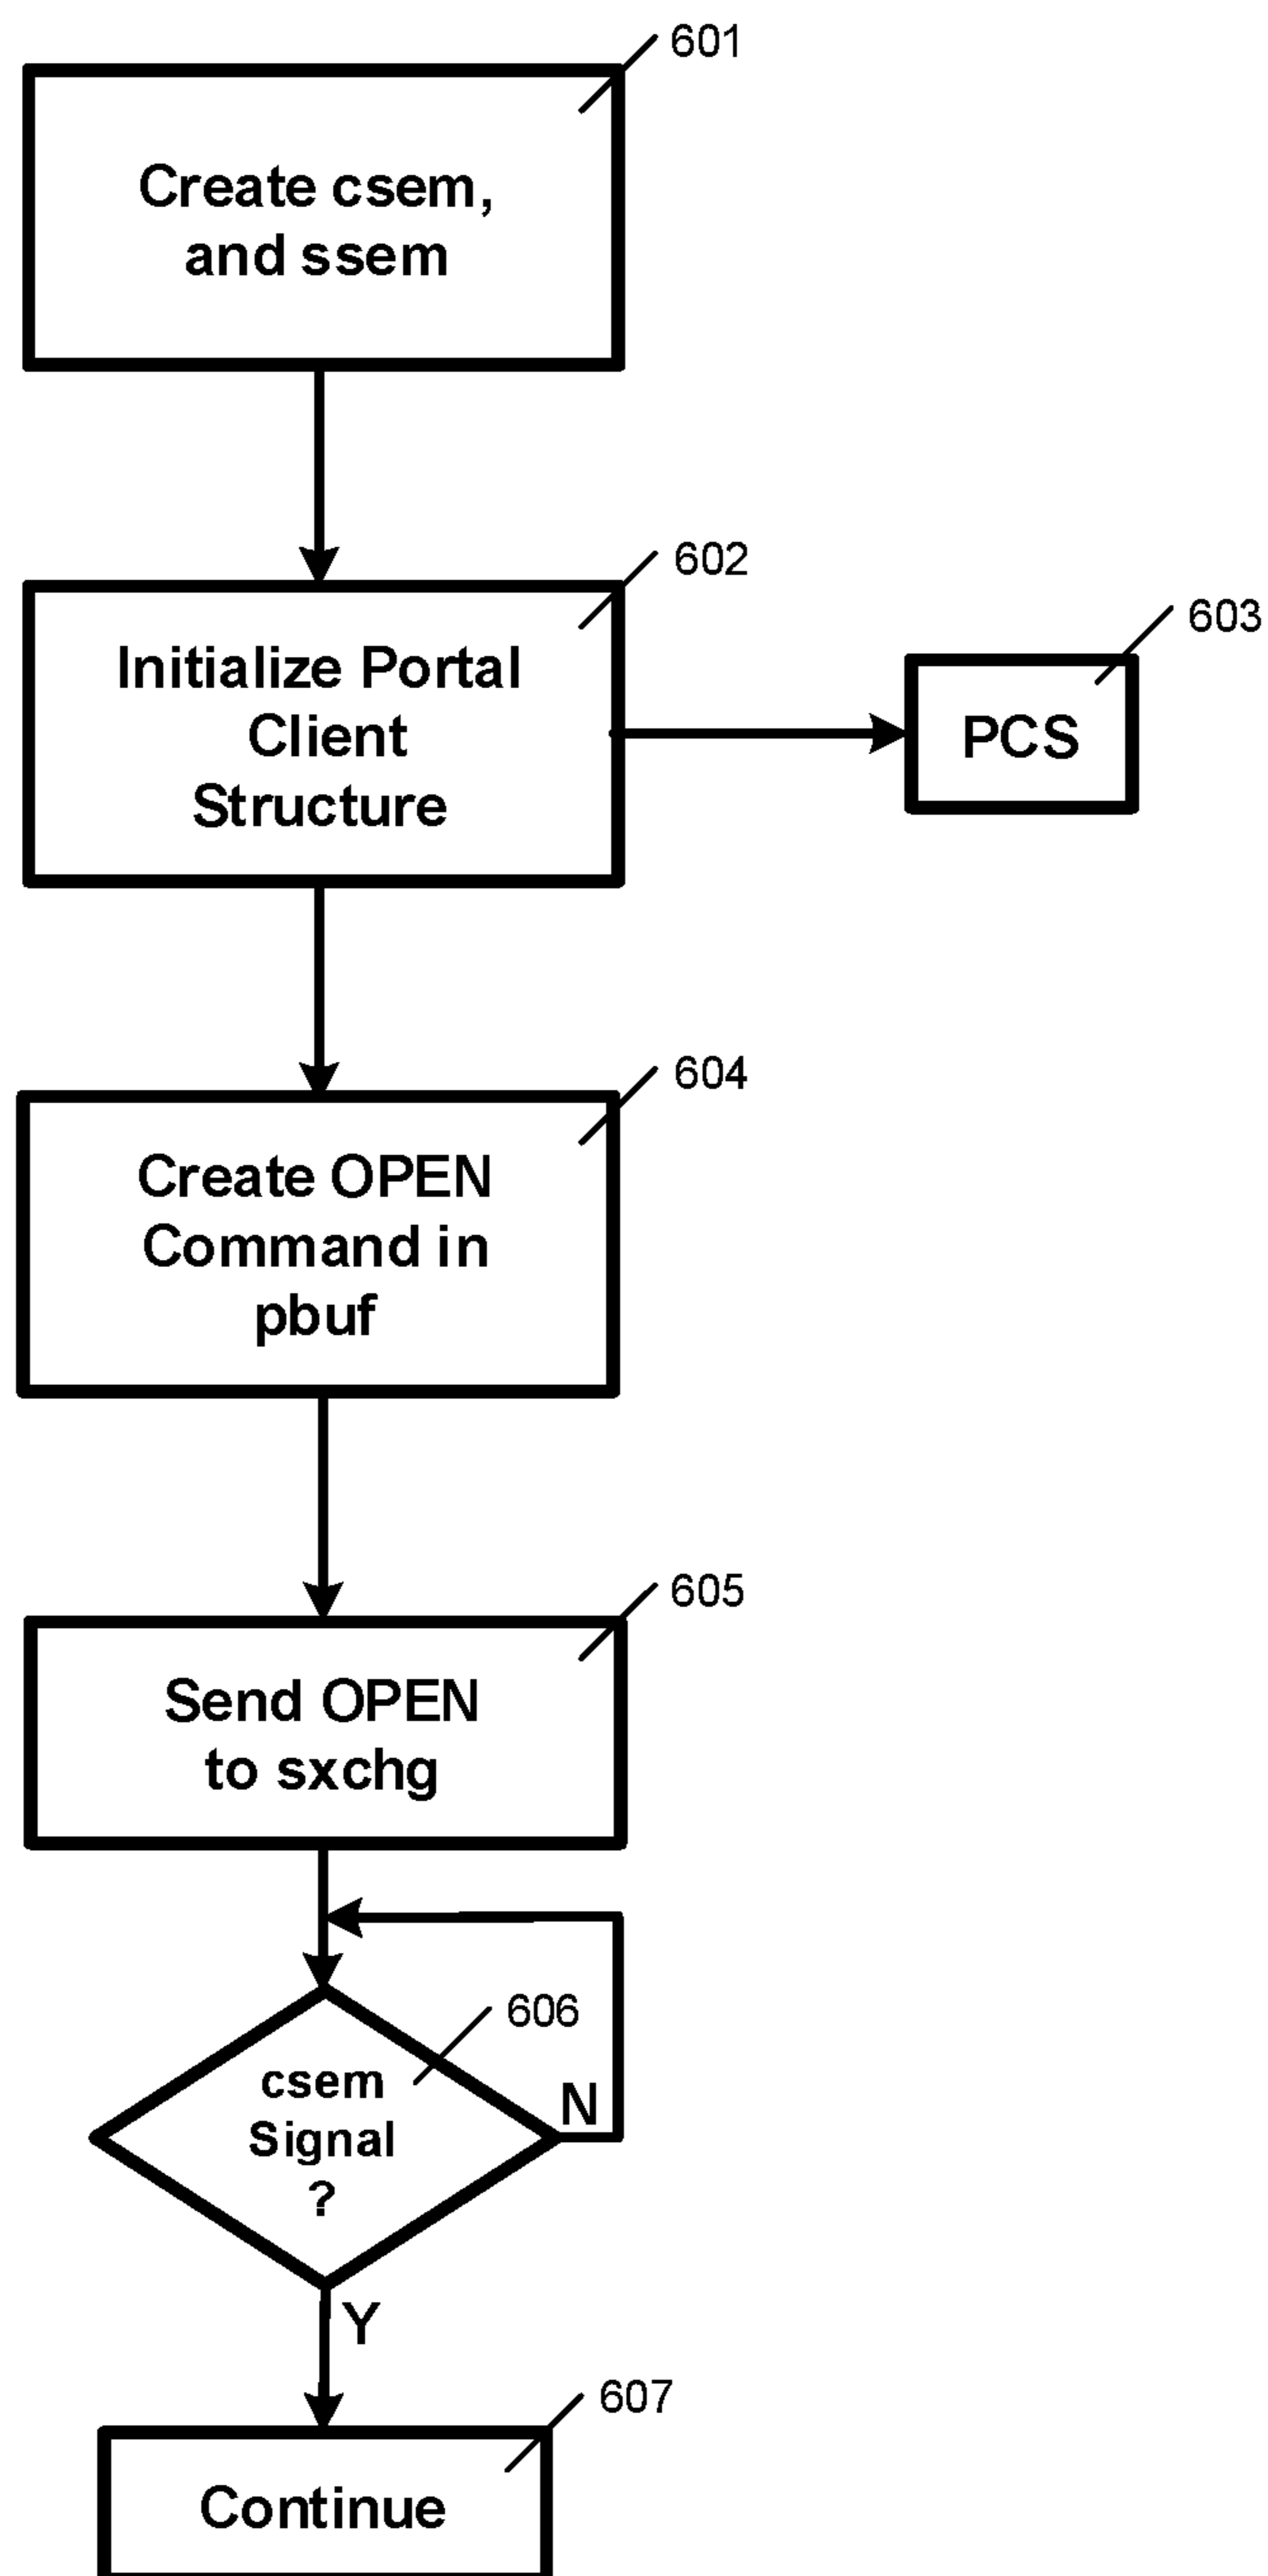 601
Create csem,
and ssem
602
Initialize Portal
Client
Structure
603
PCS
604
Create OPEN
Command in
pbuf
605
Send OPEN
to sxchg
606
csem
Signal
?
N
Y
607
Continue